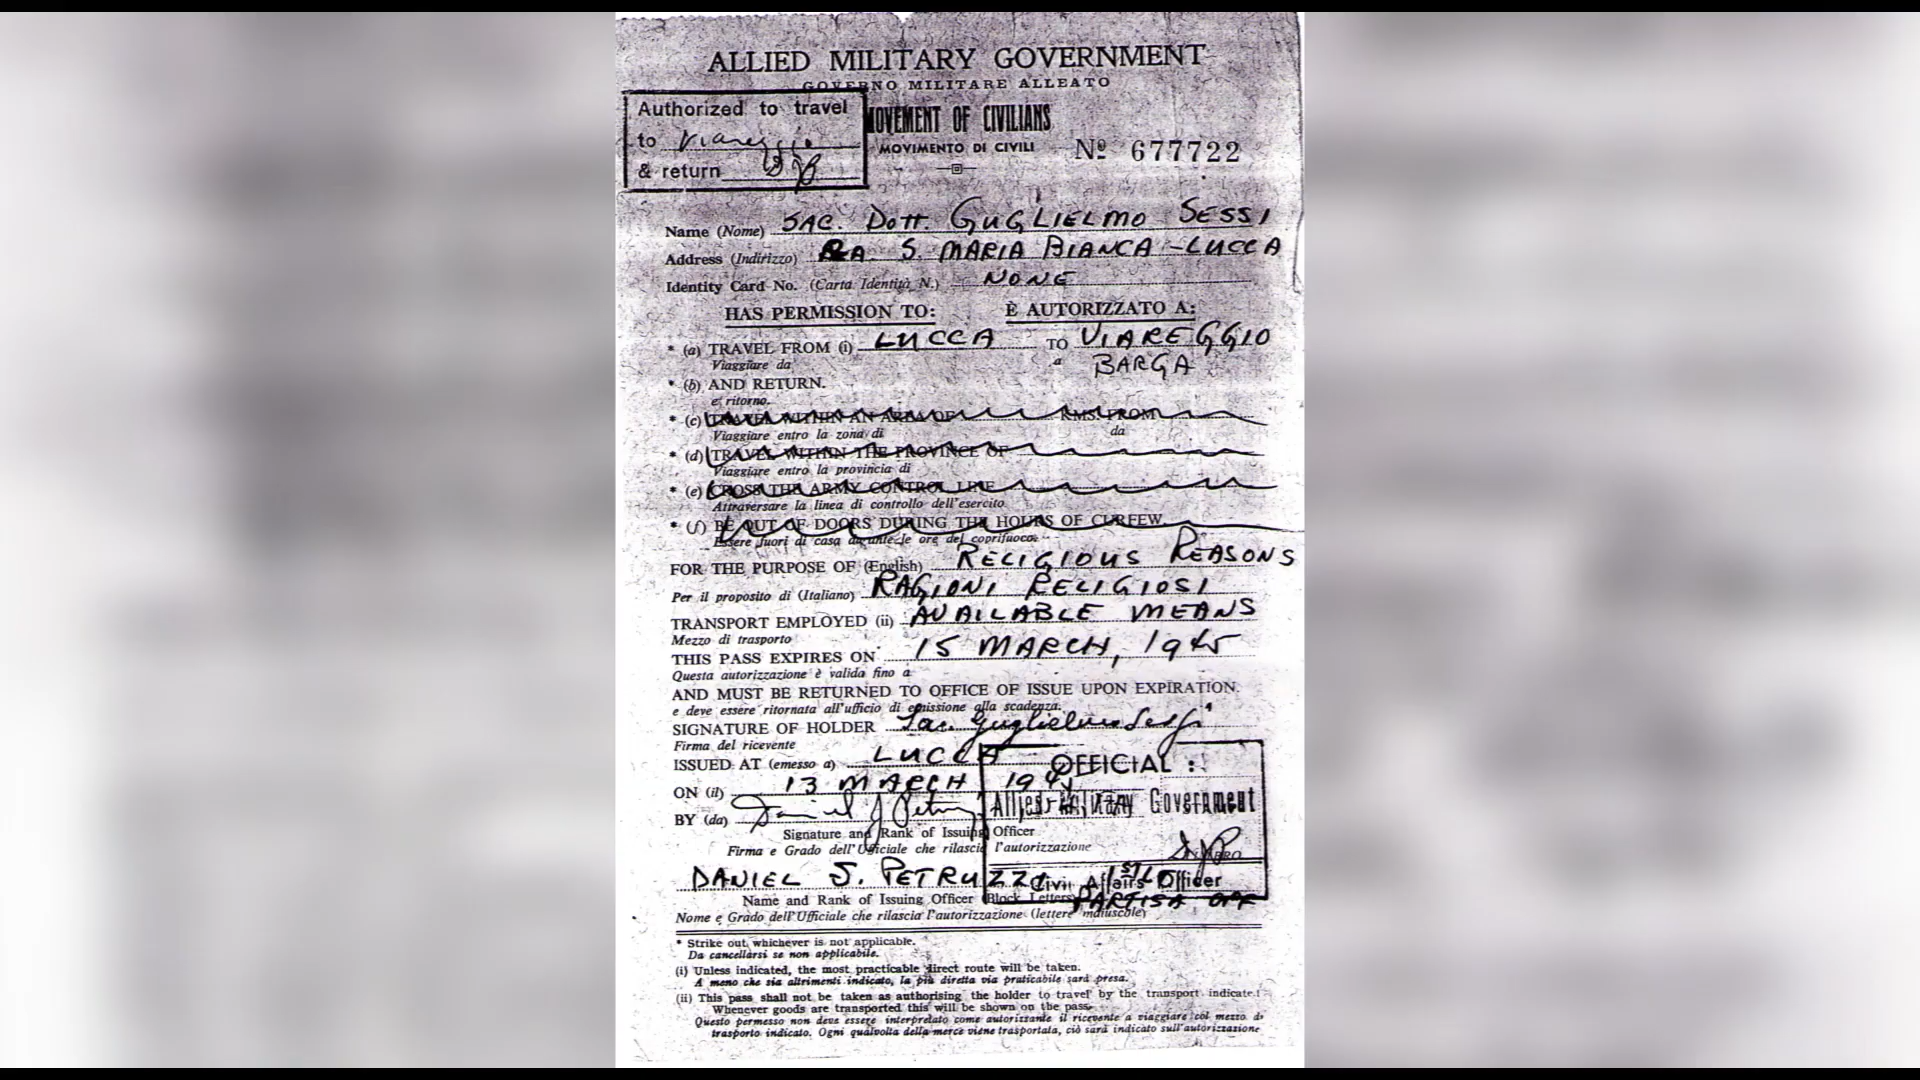 ALLIED MILITARY GOVERNMENT
GOVERNO MILITARE ALLEATO
Authorized to travel
to Viareggio
& return
MOVEMENT OF CIVILIANS
MOVIMENTO DI CIVILI
Nº 677722
Name (Nome) SAC. DOTT. GUGLIELMO SESSI
Address (Indirizzo) S. MARIA BIANCA - LUCCA
Identity Card No. (Carta Identità N.) NONE
HAS PERMISSION TO: È AUTORIZZATO A:
* (a) TRAVEL FROM (i) LUCCA TO VIAREGGIO
Viaggiare da a BARGA
* (b) AND RETURN.
e ritorno.
* (c) TRAVEL WITHIN AN AREA OF KMS. FROM
Viaggiare entro la zona di da
* (d) TRAVEL WITHIN THE PROVINCE OF
Viaggiare entro la provincia di
* (e) CROSS THE ARMY CONTROL LINE
Attraversare la linea di controllo dell'esercito
* (f) BE OUT OF DOORS DURING THE HOURS OF CURFEW
Essere fuori di casa durante le ore del coprifuoco.
FOR THE PURPOSE OF (English) RELIGIOUS REASONS
Per il proposito di (Italiano) RAGIONI RELIGIOSI
TRANSPORT EMPLOYED (ii) AVAILABLE MEANS
Mezzo di trasporto
THIS PASS EXPIRES ON 15 MARCH, 1945
Questa autorizzazione è valida fino a
AND MUST BE RETURNED TO OFFICE OF ISSUE UPON EXPIRATION.
e deve essere ritornata all'ufficio di emissione alla scadenza.
SIGNATURE OF HOLDER Sac. Guglielmo Sessi
Firma del ricevente
ISSUED AT (emesso a) LUCCA
OFFICIAL:
ON (il) 13 MARCH
Allied Military Government
BY (da) Daniel J. Petruzzi
Signature and Rank of Issuing Officer
Firma e Grado dell'Ufficiale che rilascia l'autorizzazione
DANIEL J. PETRUZZI
Civil Affairs Officer
Name and Rank of Issuing Officer (Block Letters)
Nome e Grado dell'Ufficiale che rilascia l'autorizzazione (lettere maiuscole)
* Strike out whichever is not applicable.
Da cancellarsi se non applicabile.
(i) Unless indicated, the most practicable direct route will be taken.
A meno che sia altrimenti indicato, la più diretta via praticabile sarà presa.
(ii) This pass shall not be taken as authorising the holder to travel by the transport indicated
Whenever goods are transported this will be shown on the pass.
Questo permesso non deve essere interpretato come autorizzante il ricevente a viaggiare col mezzo di
trasporto indicato. Ogni qualvolta della merce viene trasportata, ciò sarà indicato sull'autorizzazione